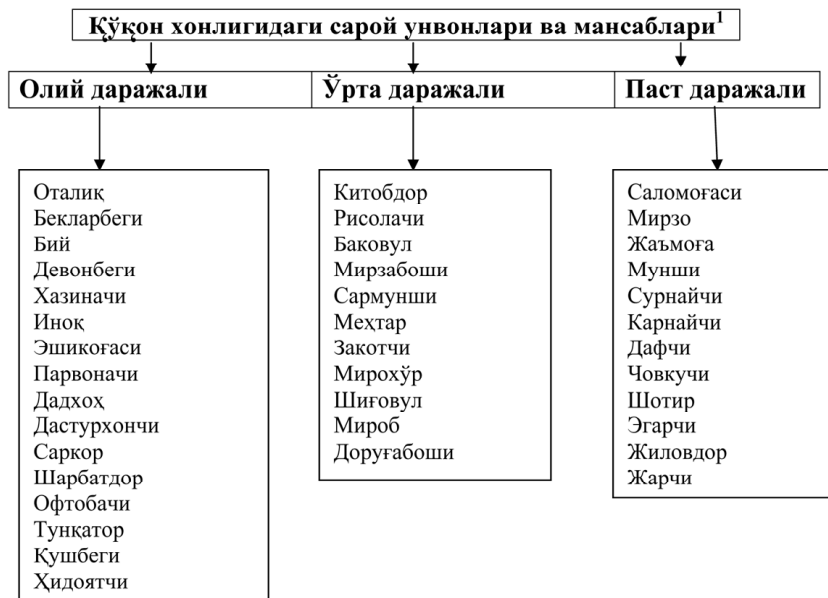 Қўқон хонлигидаги сарой унвонлари ва мансаблари¹
Олий даражали
Ўрта даражали
Паст даражали
Оталиқ
Бекларбеги
Бий
Девонбеги
Хазиначи
Иноқ
Эшикоғаси
Парвоначи
Дадхоҳ
Дастурхончи
Саркор
Шарбатдор
Офтобачи
Тунқатор
Қушбеги
Ҳидоятчи
Китобдор
Рисолачи
Баковул
Мирзабоши
Сармунши
Меҳтар
Закотчи
Мирохўр
Шиғовул
Мироб
Доруғабоши
Саломоғаси
Мирзо
Жаъмоға
Мунши
Сурнайчи
Карнайчи
Дафчи
Човкучи
Шотир
Эгарчи
Жиловдор
Жарчи